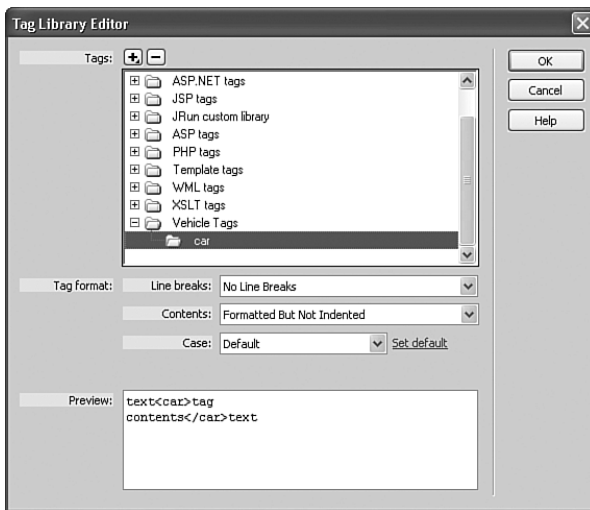 Tag Library Editor
Tags:
ASP.NET tags
JSP tags
JRun custom library
ASP tags
PHP tags
Template tags
WML tags
XSLT tags
Vehicle Tags
car
OK
Cancel
Help
Tag format: Line breaks: No Line Breaks
Contents: Formatted But Not Indented
Case: Default Set default
Preview: text<car>tag
contents</car>text